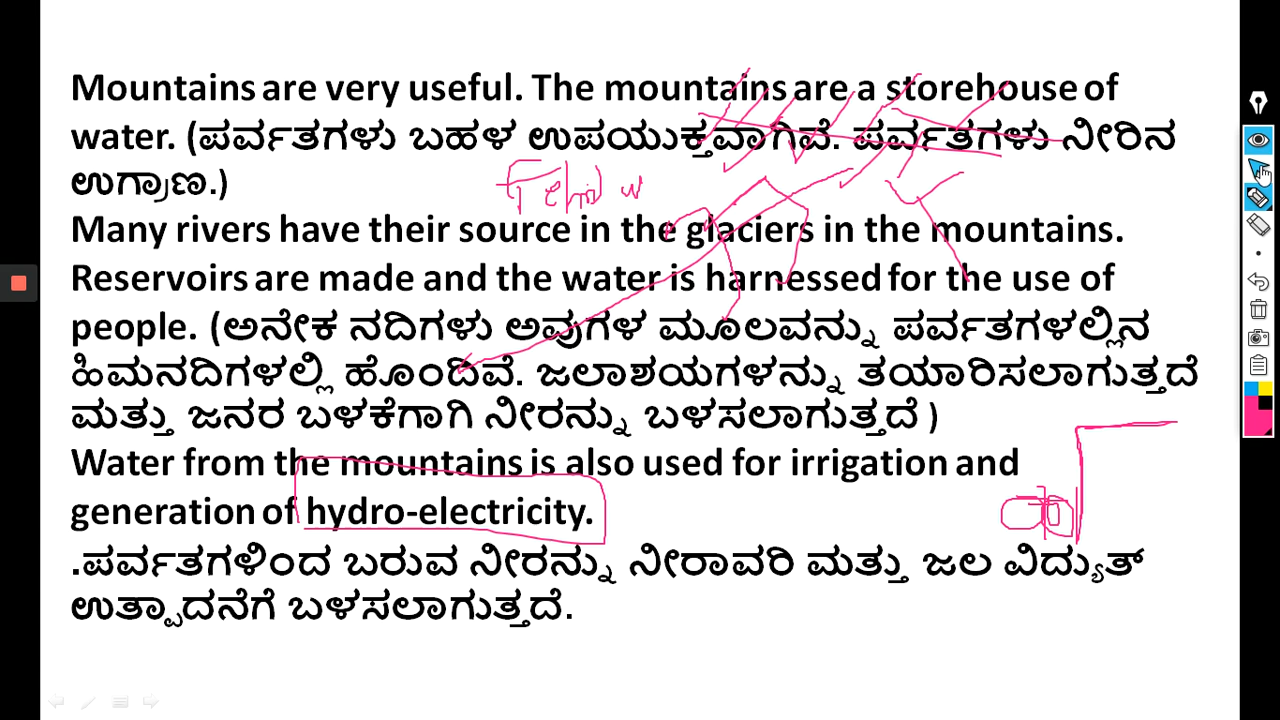 Mountains are very useful. The mountains are a storehouse of
water. (ಪರ್ವತಗಳು ಬಹಳ ಉಪಯುಕ್ತವಾಗಿವೆ. ಪರ್ವತಗಳು ನೀರಿನ
ಉಗ್ರಾಣ.)
Many rivers have their source in the glaciers in the mountains.
Reservoirs are made and the water is harnessed for the use of
people. (ಅನೇಕ ನದಿಗಳು ಅವುಗಳ ಮೂಲವನ್ನು ಪರ್ವತಗಳಲ್ಲಿನ
ಹಿಮನದಿಗಳಲ್ಲಿ ಹೊಂದಿವೆ. ಜಲಾಶಯಗಳನ್ನು ತಯಾರಿಸಲಾಗುತ್ತದೆ
ಮತ್ತು ಜನರ ಬಳಕೆಗಾಗಿ ನೀರನ್ನು ಬಳಸಲಾಗುತ್ತದೆ )
Water from the mountains is also used for irrigation and
generation of hydro-electricity.
.ಪರ್ವತಗಳಿಂದ ಬರುವ ನೀರನ್ನು ನೀರಾವರಿ ಮತ್ತು ಜಲ ವಿದ್ಯುತ್
ಉತ್ಪಾದನೆಗೆ ಬಳಸಲಾಗುತ್ತದೆ.